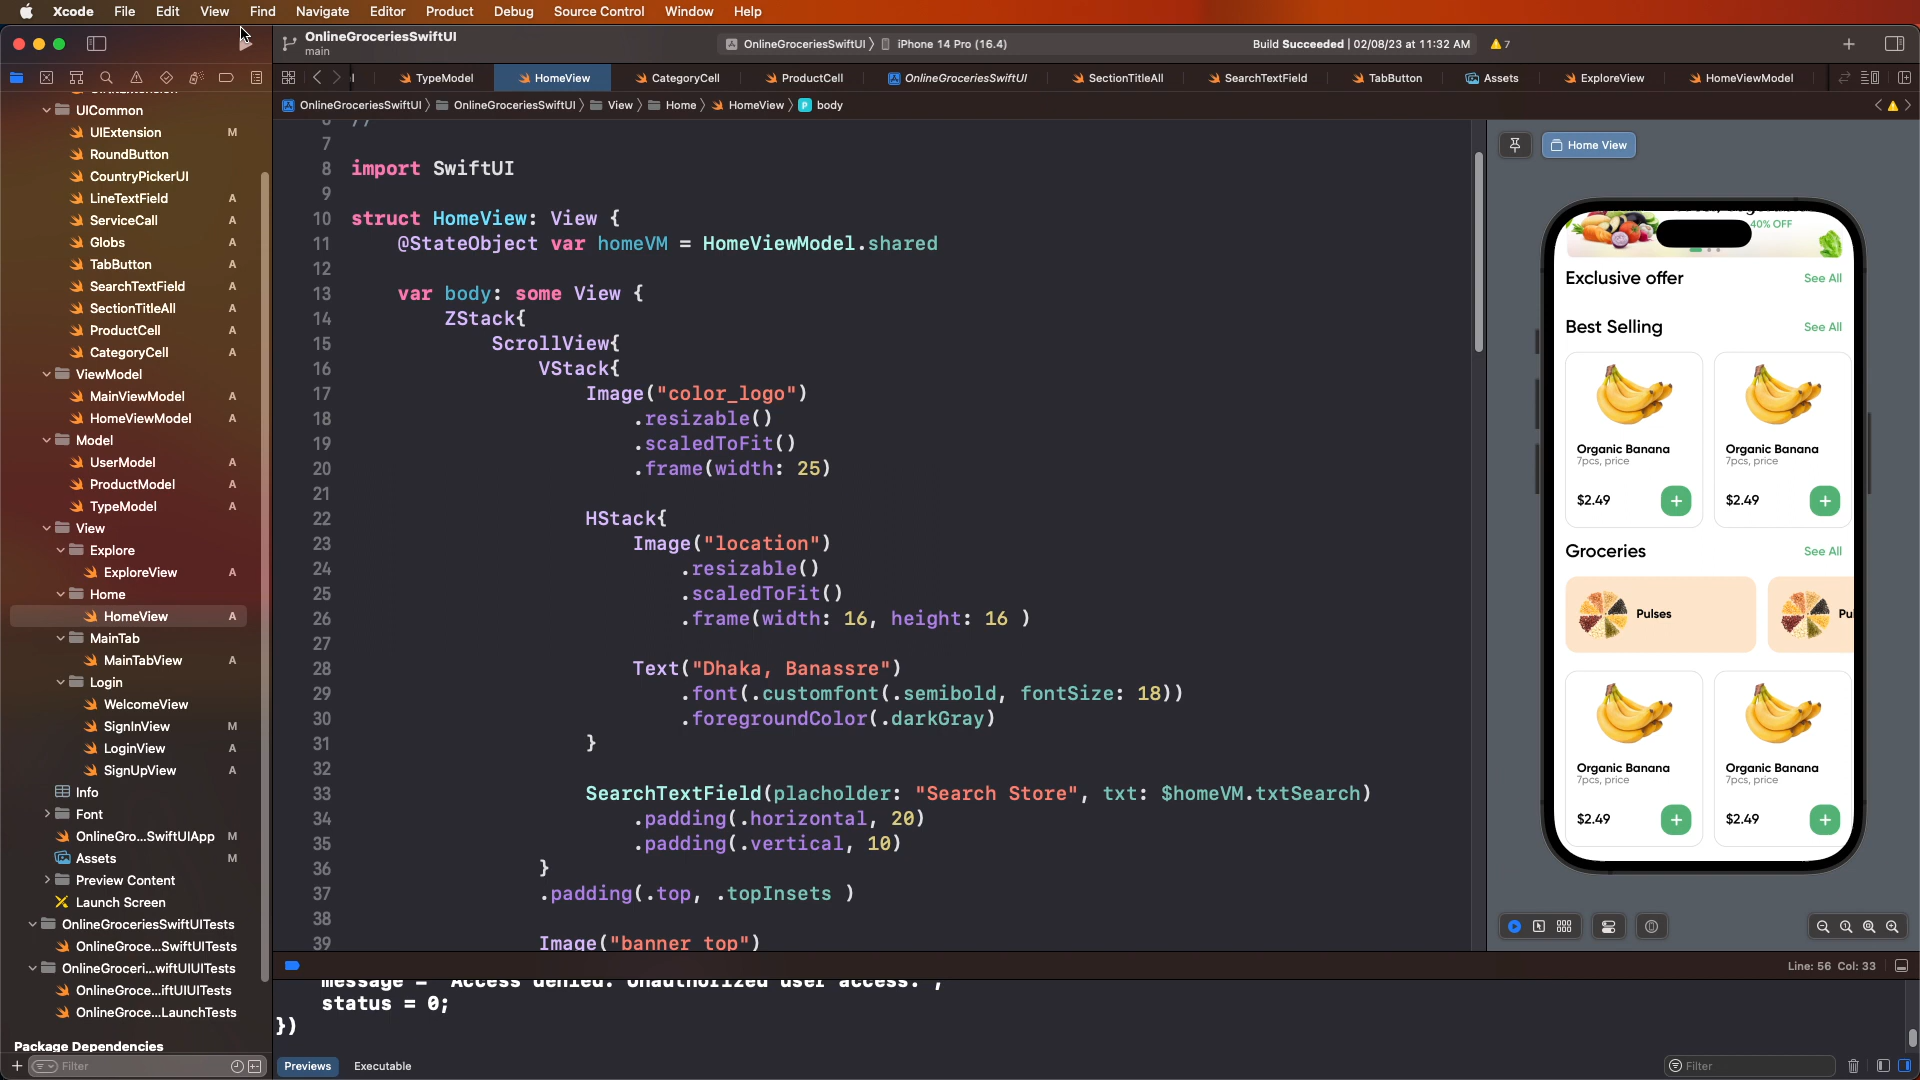 Xcode File Edit View Find Navigate Editor Product Debug Source Control Window Help
OnlineGroceriesSwiftUI
main
OnlineGroceriesSwiftUI iPhone 14 Pro (16.4)
Build Succeeded | 02/08/23 at 11:32 AM 7
TypeModel HomeView CategoryCell ProductCell OnlineGroceriesSwiftUI SectionTitleAll SearchTextField TabButton Assets ExploreView HomeViewModel
OnlineGroceriesSwiftUI OnlineGroceriesSwiftUI View Home HomeView body
UICommon
UIExtension M
RoundButton
CountryPickerUI
LineTextField A
ServiceCall A
Globs A
TabButton A
SearchTextField A
SectionTitleAll A
ProductCell A
CategoryCell A
ViewModel
MainViewModel A
HomeViewModel A
Model
UserModel A
ProductModel A
TypeModel A
View
Explore
ExploreView A
Home
HomeView A
MainTab
MainTabView A
Login
WelcomeView
SignInView M
LoginView A
SignUpView A
Info
Font
OnlineGro...SwiftUIApp M
Assets M
Preview Content
Launch Screen
OnlineGroceriesSwiftUITests
OnlineGroce...SwiftUITests
OnlineGroceri...wiftUIUITests
OnlineGroce...iftUIUITests
OnlineGroce...LaunchTests
Package Dependencies
Filter
6 //
7
8 import SwiftUI
9
10 struct HomeView: View {
11 @StateObject var homeVM = HomeViewModel.shared
12
13 var body: some View {
14 ZStack{
15 ScrollView{
16 VStack{
17 Image("color_logo")
18 .resizable()
19 .scaledToFit()
20 .frame(width: 25)
21
22 HStack{
23 Image("location")
24 .resizable()
25 .scaledToFit()
26 .frame(width: 16, height: 16 )
27
28 Text("Dhaka, Banassre")
29 .font(.customfont(.semibold, fontSize: 18))
30 .foregroundColor(.darkGray)
31 }
32
33 SearchTextField(placholder: "Search Store", txt: $homeVM.txtSearch)
34 .padding(.horizontal, 20)
35 .padding(.vertical, 10)
36 }
37 .padding(.top, .topInsets )
38
39 Image("banner_top")
Home View
40% OFF
Exclusive offer See All
Best Selling See All
Organic Banana Organic Banana
7pcs, price 7pcs, price
$2.49 + $2.49 +
Groceries See All
Pulses Pu
Organic Banana Organic Banana
7pcs, price 7pcs, price
$2.49 + $2.49 +
Line: 56 Col: 33
message = "Access denied. Unauthorized user access.";
status = 0;
})
Previews Executable
Filter